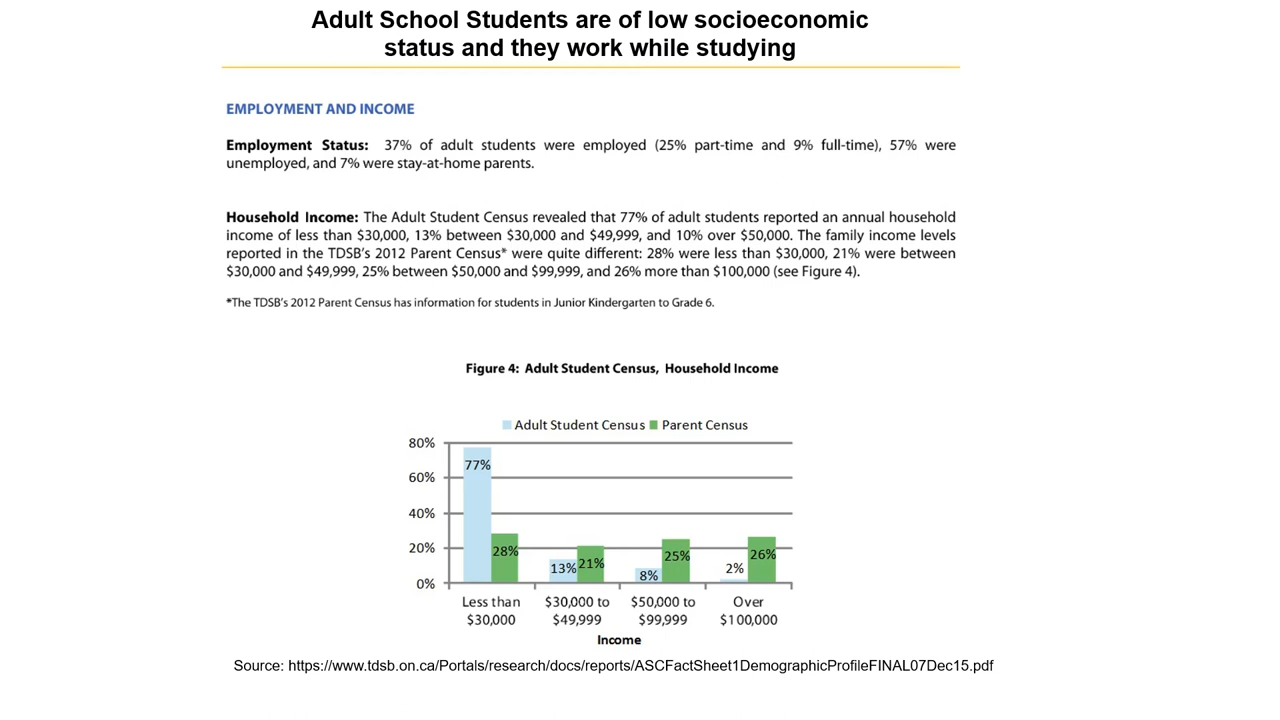 Adult School Students are of low socioeconomic
status and they work while studying
EMPLOYMENT AND INCOME
Employment Status: 37% of adult students were employed (25% part-time and 9% full-time), 57% were
unemployed, and 7% were stay-at-home parents.
Household Income: The Adult Student Census revealed that 77% of adult students reported an annual household
income of less than $30,000, 13% between $30,000 and $49,999, and 10% over $50,000. The family income levels
reported in the TDSB's 2012 Parent Census* were quite different: 28% were less than $30,000, 21% were between
$30,000 and $49,999, 25% between $50,000 and $99,999, and 26% more than $100,000 (see Figure 4).
*The TDSB's 2012 Parent Census has information for students in Junior Kindergarten to Grade 6.
Figure 4: Adult Student Census, Household Income
Adult Student Census Parent Census
80%
60%
40%
20%
0%
77%
28%
13%
21%
8%
25%
2%
26%
Less than
$30,000
$30,000 to
$49,999
$50,000 to
$99,999
Over
$100,000
Income
Source: https://www.tdsb.on.ca/Portals/research/docs/reports/ASCFactSheet1DemographicProfileFINAL07Dec15.pdf